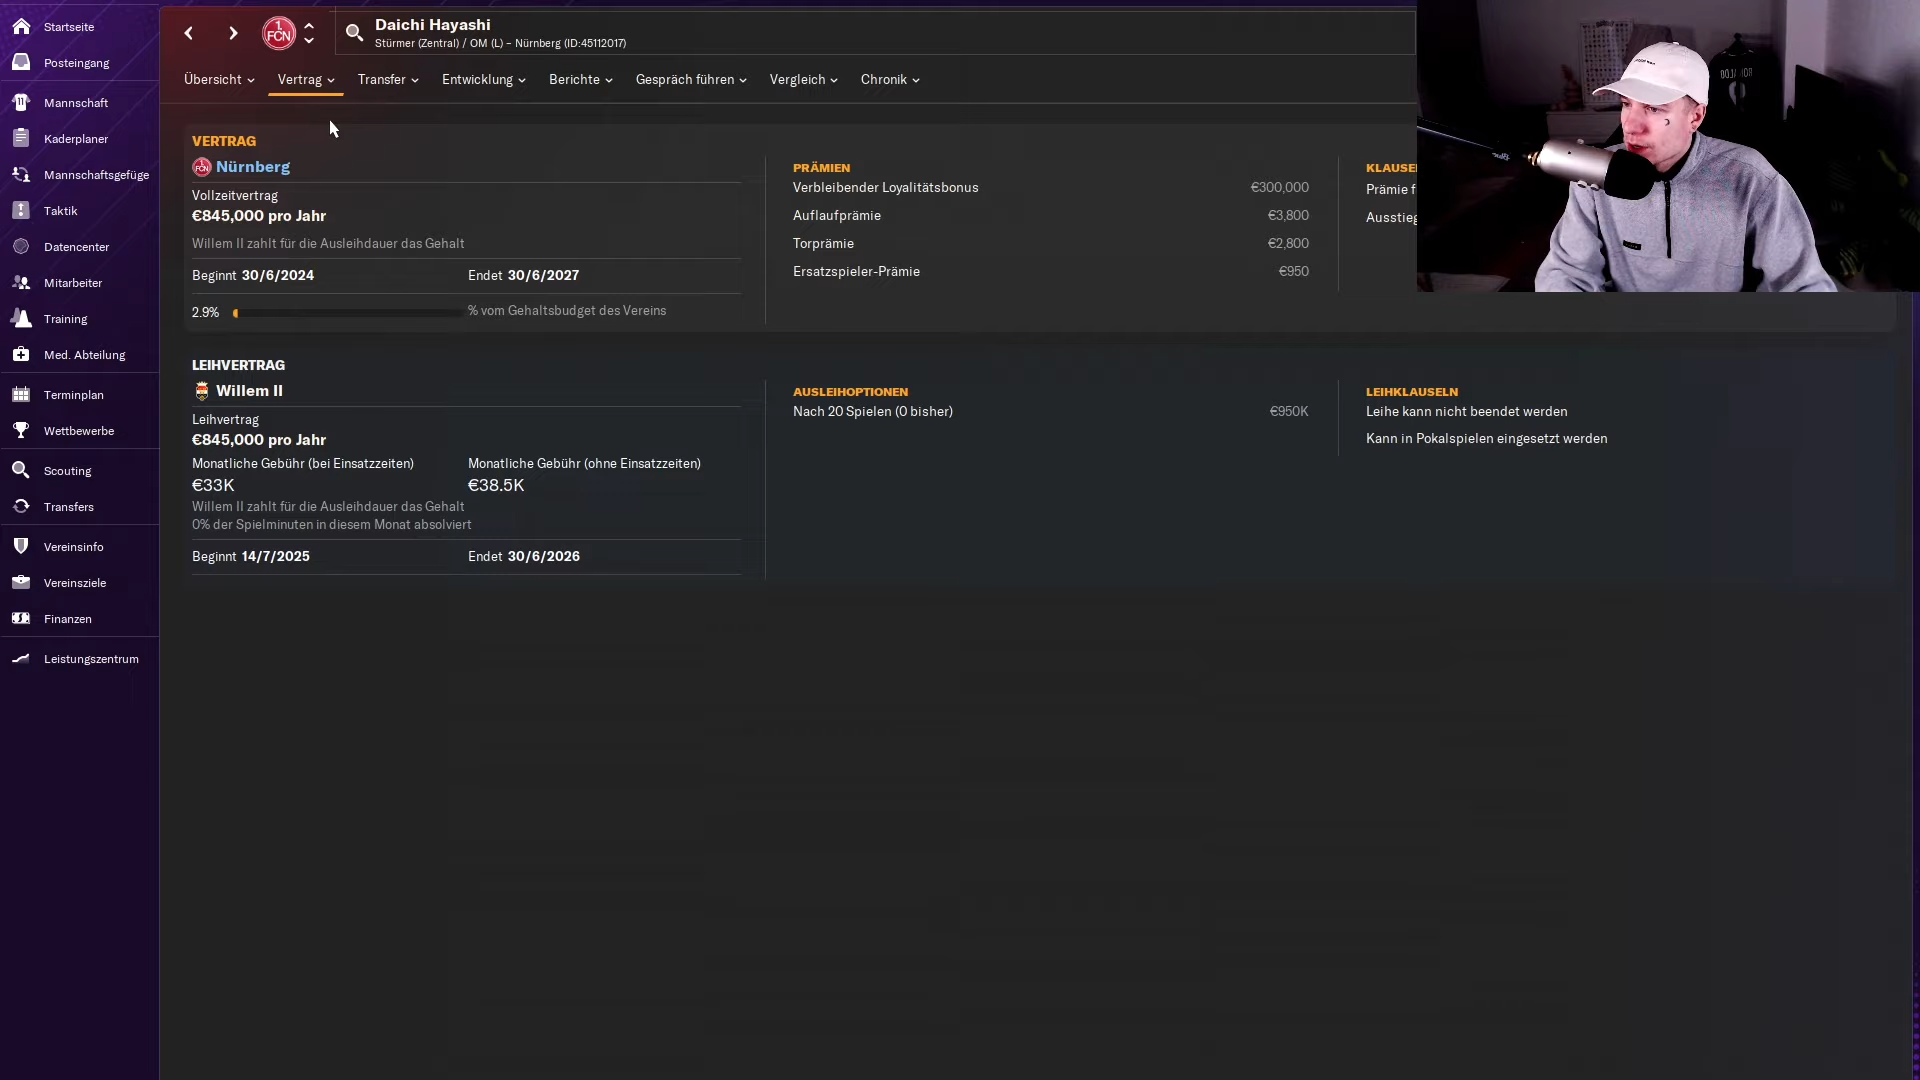 Startseite
Posteingang
Mannschaft
Kaderplaner
Mannschaftsgefüge
Taktik
Datencenter
Mitarbeiter
Training
Med. Abteilung
Terminplan
Wettbewerbe
Scouting
Transfers
Vereinsinfo
Vereinsziele
Finanzen
Leistungszentrum
Daichi Hayashi
Stürmer (Zentral) / OM (L) – Nürnberg (ID:45112017)
Übersicht Vertrag Transfer Entwicklung Berichte Gespräch führen Vergleich Chronik
VERTRAG
Nürnberg
Vollzeitvertrag
€845,000 pro Jahr
Willem II zahlt für die Ausleihdauer das Gehalt
Beginnt 30/6/2024 Endet 30/6/2027
2.9% % vom Gehaltsbudget des Vereins
PRÄMIEN
Verbleibender Loyalitätsbonus €300,000
Auflaufprämie €3,800
Torprämie €2,800
Ersatzspieler-Prämie €950
KLAUSE
Prämie f
Ausstieg
LEIHVERTRAG
Willem II
Leihvertrag
€845,000 pro Jahr
Monatliche Gebühr (bei Einsatzzeiten) Monatliche Gebühr (ohne Einsatzzeiten)
€33K €38.5K
Willem II zahlt für die Ausleihdauer das Gehalt
0% der Spielminuten in diesem Monat absolviert
Beginnt 14/7/2025 Endet 30/6/2026
AUSLEIHOPTIONEN
Nach 20 Spielen (0 bisher) €950K
LEIHKLAUSELN
Leihe kann nicht beendet werden
Kann in Pokalspielen eingesetzt werden